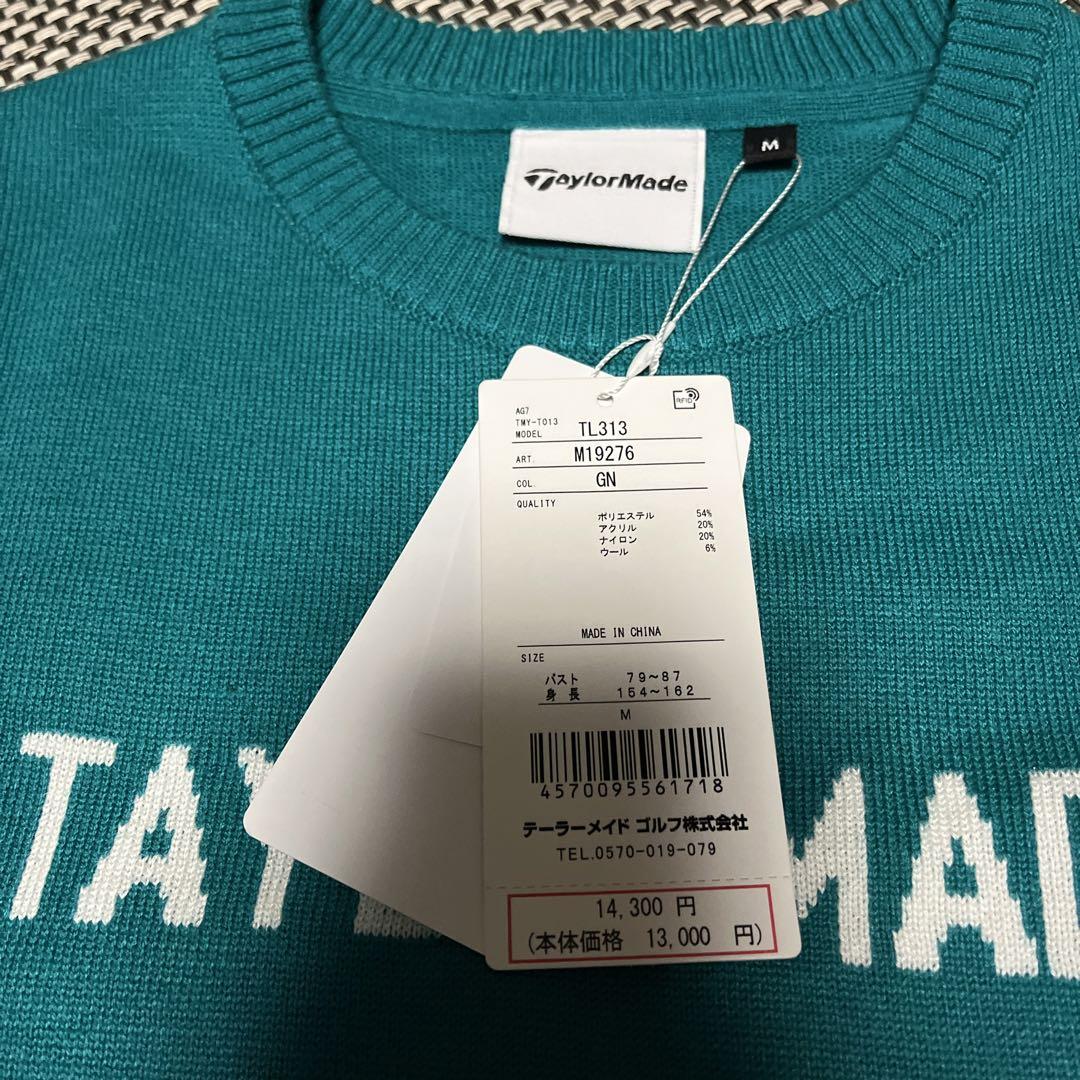 TaylorMade
M
RFID
AG7
TMY-T013
MODEL TL313
ART. M19276
COL. GN
QUALITY
ポリエステル 54%
アクリル 20%
ナイロン 20%
ウール 6%
MADE IN CHINA
SIZE
バスト 79~87
身長 154~162
M
4570095561718
テーラーメイド ゴルフ株式会社
TEL.0570-019-079
14,300 円
(本体価格 13,000 円)
TAY MAD